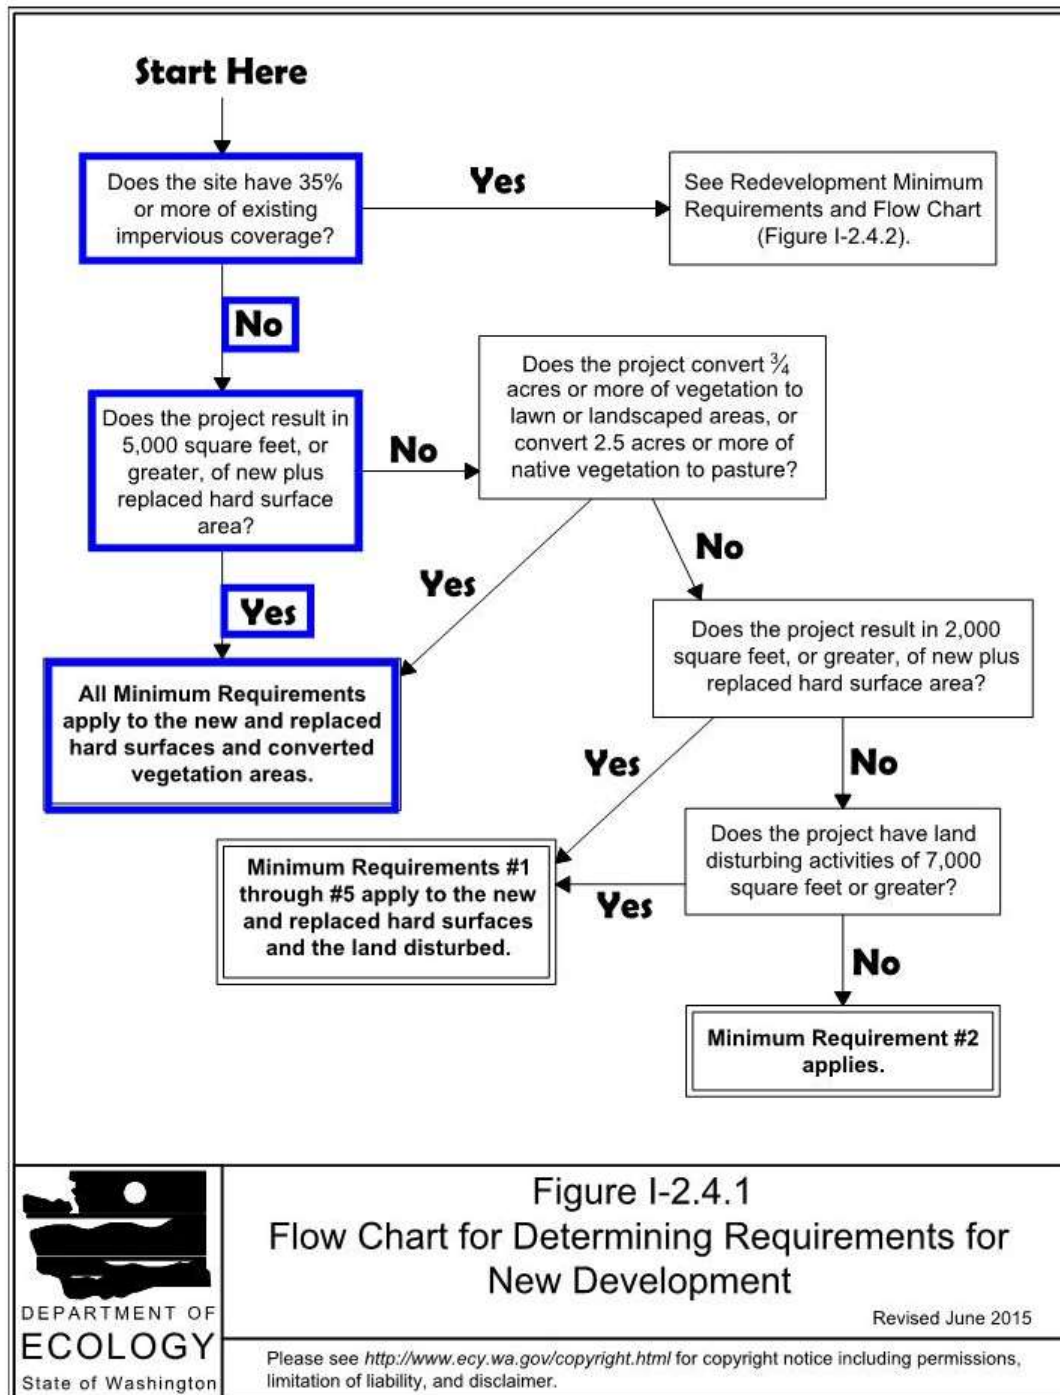 Start Here
Does the site have 35%
or more of existing
impervious coverage?
Yes
See Redevelopment Minimum
Requirements and Flow Chart
(Figure I-2.4.2).
No
Does the project result in
5,000 square feet, or
greater, of new plus
replaced hard surface
area?
No
Does the project convert ¾
acres or more of vegetation to
lawn or landscaped areas, or
convert 2.5 acres or more of
native vegetation to pasture?
Yes
Yes
No
All Minimum Requirements
apply to the new and replaced
hard surfaces and converted
vegetation areas.
Does the project result in 2,000
square feet, or greater, of new plus
replaced hard surface area?
Yes
No
Minimum Requirements #1
through #5 apply to the new
and replaced hard surfaces
and the land disturbed.
Does the project have land
disturbing activities of 7,000
square feet or greater?
Yes
No
Minimum Requirement #2
applies.
DEPARTMENT OF
ECOLOGY
State of Washington
Figure I-2.4.1
Flow Chart for Determining Requirements for
New Development
Revised June 2015
Please see http://www.ecy.wa.gov/copyright.html for copyright notice including permissions,
limitation of liability, and disclaimer.